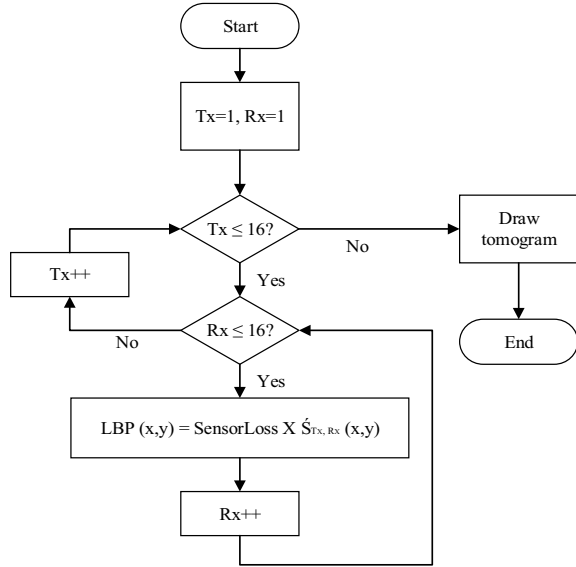 Start
Tx=1, Rx=1
Tx ≤ 16?
No
Draw
tomogram
Yes
Tx++
Rx ≤ 16?
No
End
Yes
LBP (x,y) = SensorLoss X Ś Tx, Rx (x,y)
Rx++